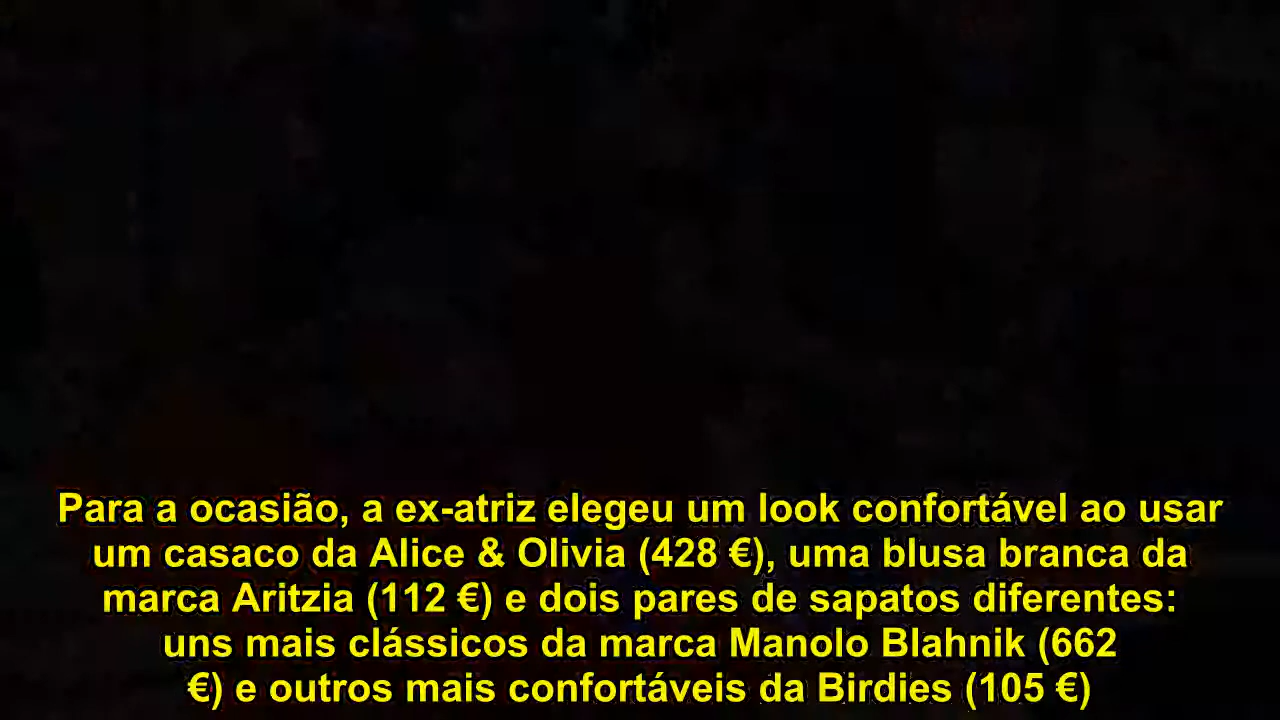 Para a ocasião, a ex-atriz elegeu um look confortável ao usar
um casaco da Alice & Olivia (428 €), uma blusa branca da
marca Aritzia (112 €) e dois pares de sapatos diferentes:
uns mais clássicos da marca Manolo Blahnik (662
€) e outros mais confortáveis da Birdies (105 €)